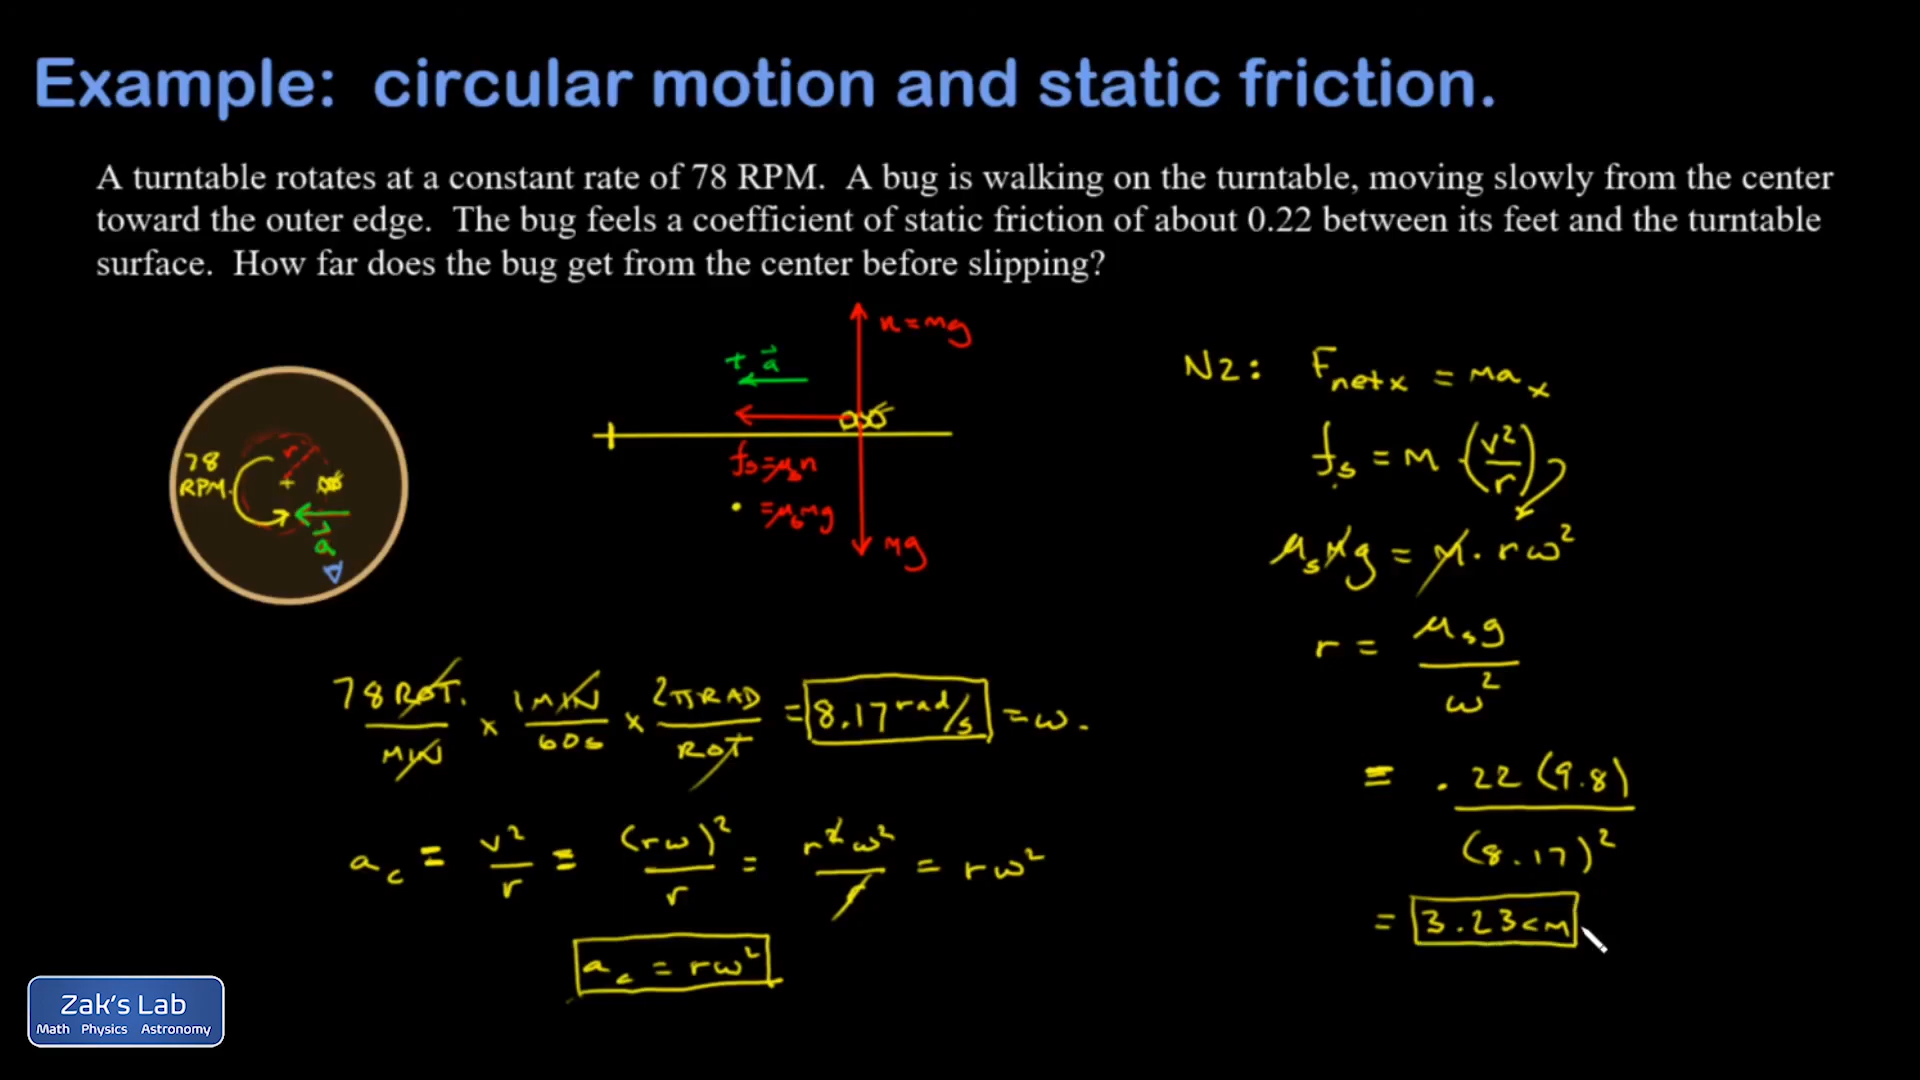 Example: circular motion and static friction.
A turntable rotates at a constant rate of 78 RPM. A bug is walking on the turntable, moving slowly from the center
toward the outer edge. The bug feels a coefficient of static friction of about 0.22 between its feet and the turntable
surface. How far does the bug get from the center before slipping?
78
RPM.
r
a⃗
+ a⃗
n = mg
fs = μsn
= μsmg
mg
N2: Fnetx = max
fs = m (v²/r)
μsmg = m · rω²
r = μsg/ω²
= .22 (9.8)/(8.17)²
= 3.23cm
78 ROT./MIN x 1MIN/60s x 2π RAD/ROT = 8.17 rad/s = ω.
ac = v²/r = (rω)²/r = r²ω²/r = rω²
ac = rω²
Zak's Lab
Math Physics Astronomy